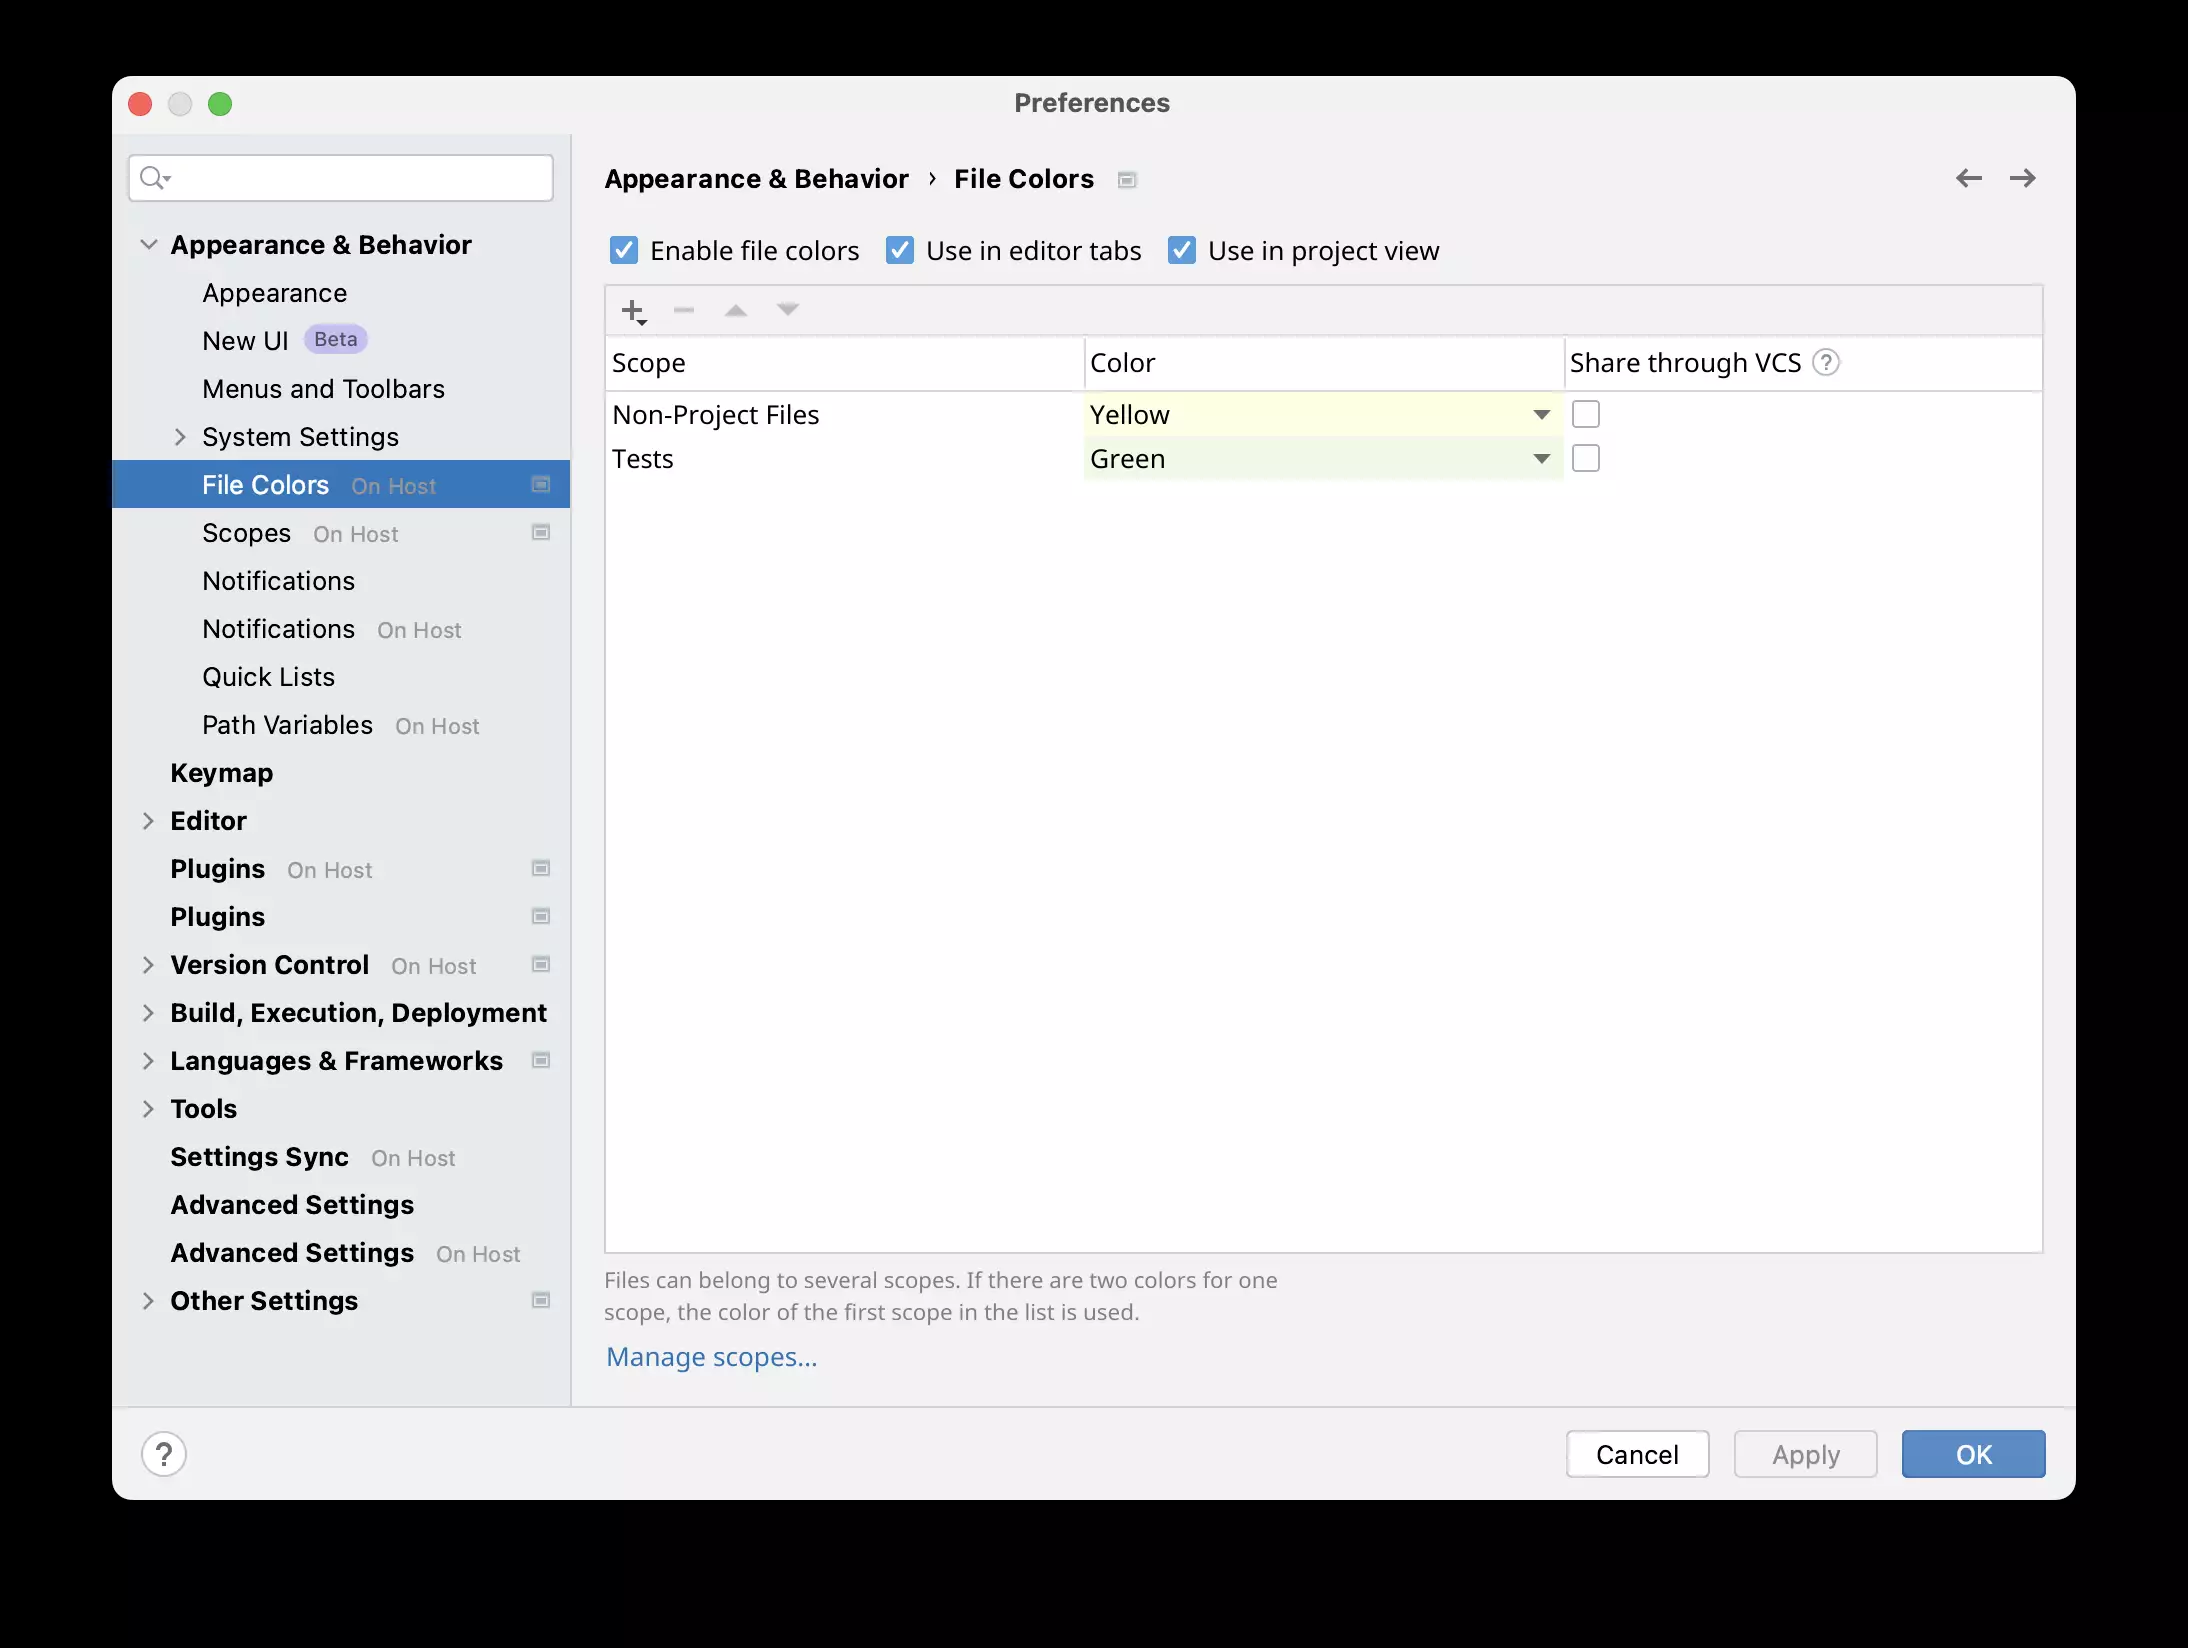 Preferences
Appearance & Behavior
Appearance
New UI Beta
Menus and Toolbars
System Settings
File Colors On Host
Scopes On Host
Notifications
Notifications On Host
Quick Lists
Path Variables On Host
Keymap
Editor
Plugins On Host
Plugins
Version Control On Host
Build, Execution, Deployment
Languages & Frameworks
Tools
Settings Sync On Host
Advanced Settings
Advanced Settings On Host
Other Settings
Appearance & Behavior › File Colors
Enable file colors Use in editor tabs Use in project view
Scope Color Share through VCS ?
Non-Project Files Yellow
Tests Green
Files can belong to several scopes. If there are two colors for one
scope, the color of the first scope in the list is used.
Manage scopes...
? Cancel Apply OK